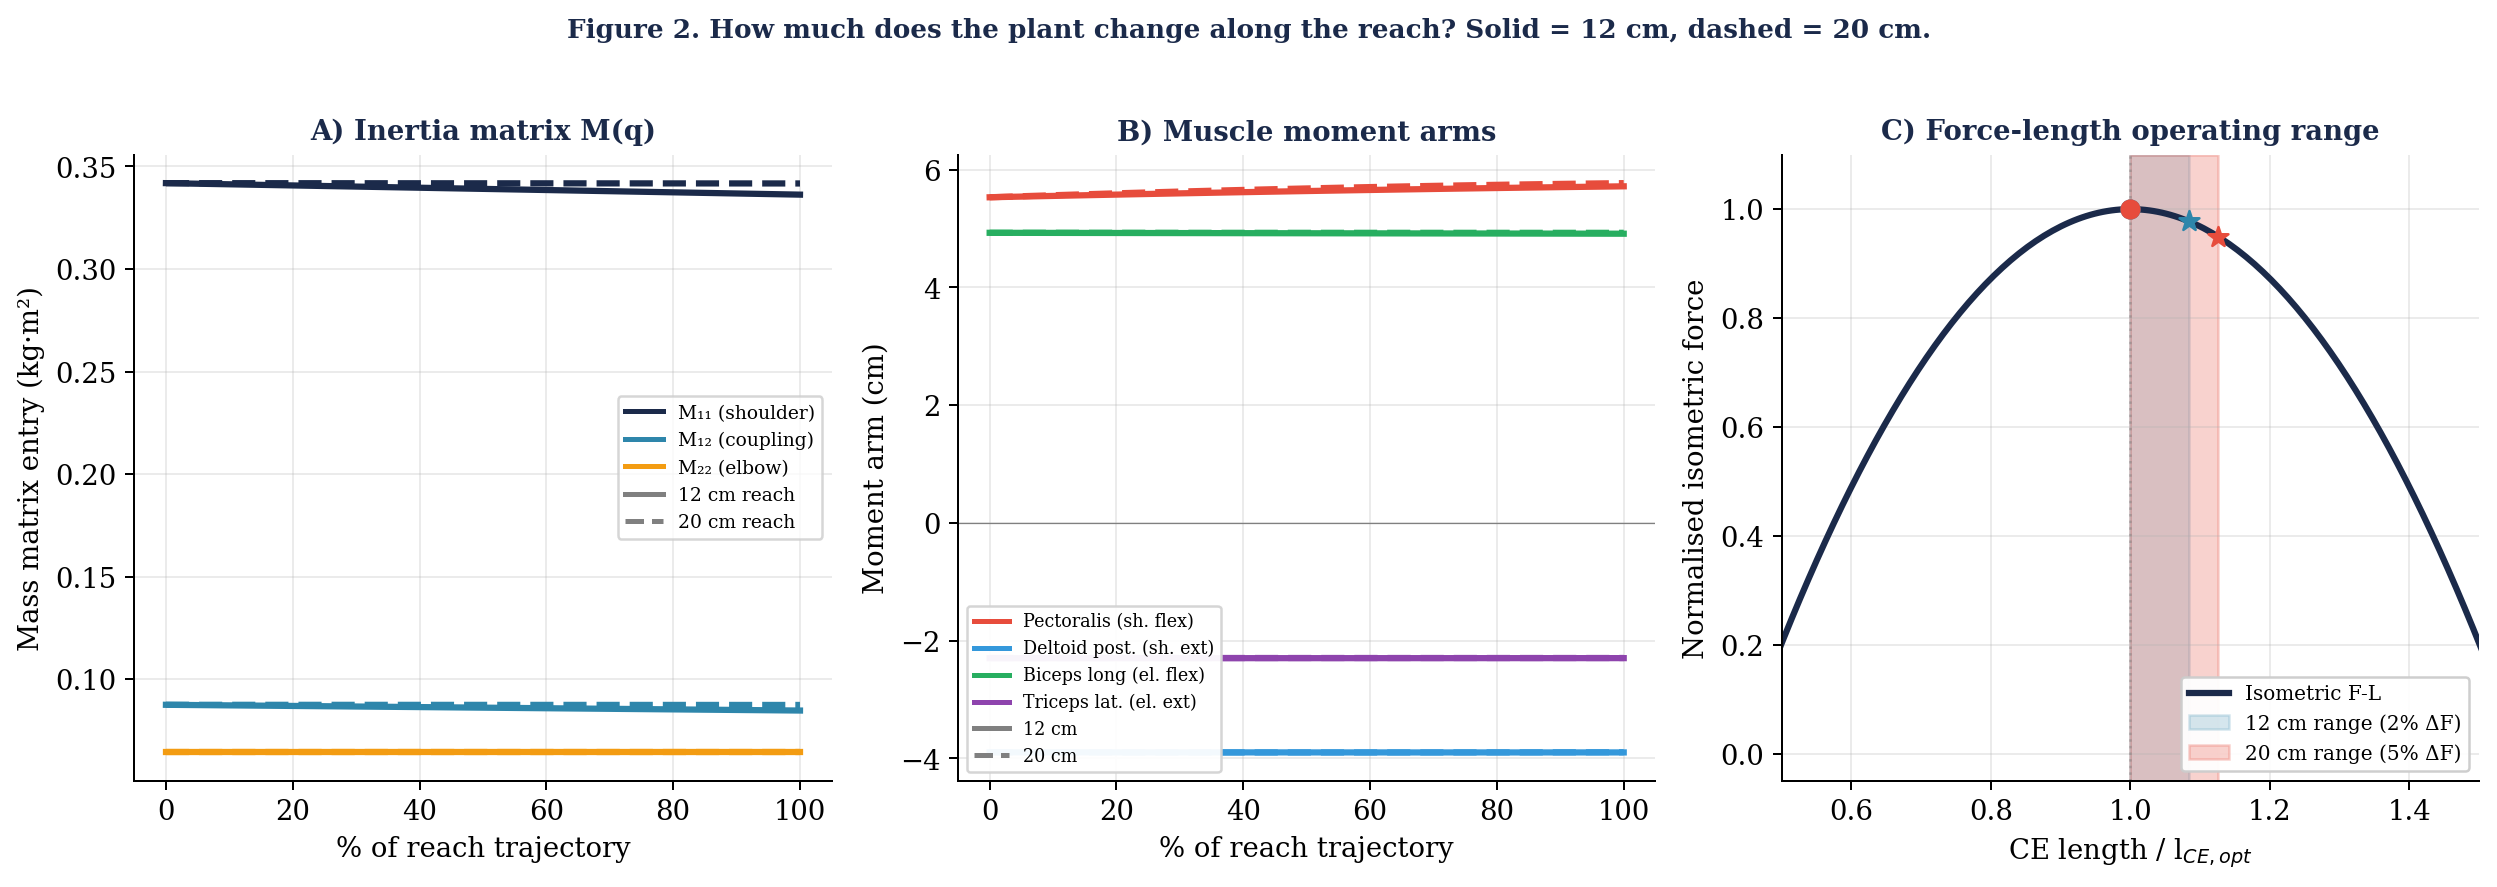 Figure 2. How much does the plant change along the reach? Solid = 12 cm, dashed = 20 cm.
A) Inertia matrix M(q)
Mass matrix entry (kg·m²)
0.35
0.30
0.25
0.20
0.15
0.10
M₁₁ (shoulder)
M₁₂ (coupling)
M₂₂ (elbow)
12 cm reach
20 cm reach
0 20 40 60 80 100
% of reach trajectory
B) Muscle moment arms
Moment arm (cm)
6
4
2
0
−2
−4
Pectoralis (sh. flex)
Deltoid post. (sh. ext)
Biceps long (el. flex)
Triceps lat. (el. ext)
12 cm
20 cm
0 20 40 60 80 100
% of reach trajectory
C) Force-length operating range
Normalised isometric force
1.0
0.8
0.6
0.4
0.2
0.0
Isometric F-L
12 cm range (2% ΔF)
20 cm range (5% ΔF)
0.6 0.8 1.0 1.2 1.4
CE length / l_{CE, opt}